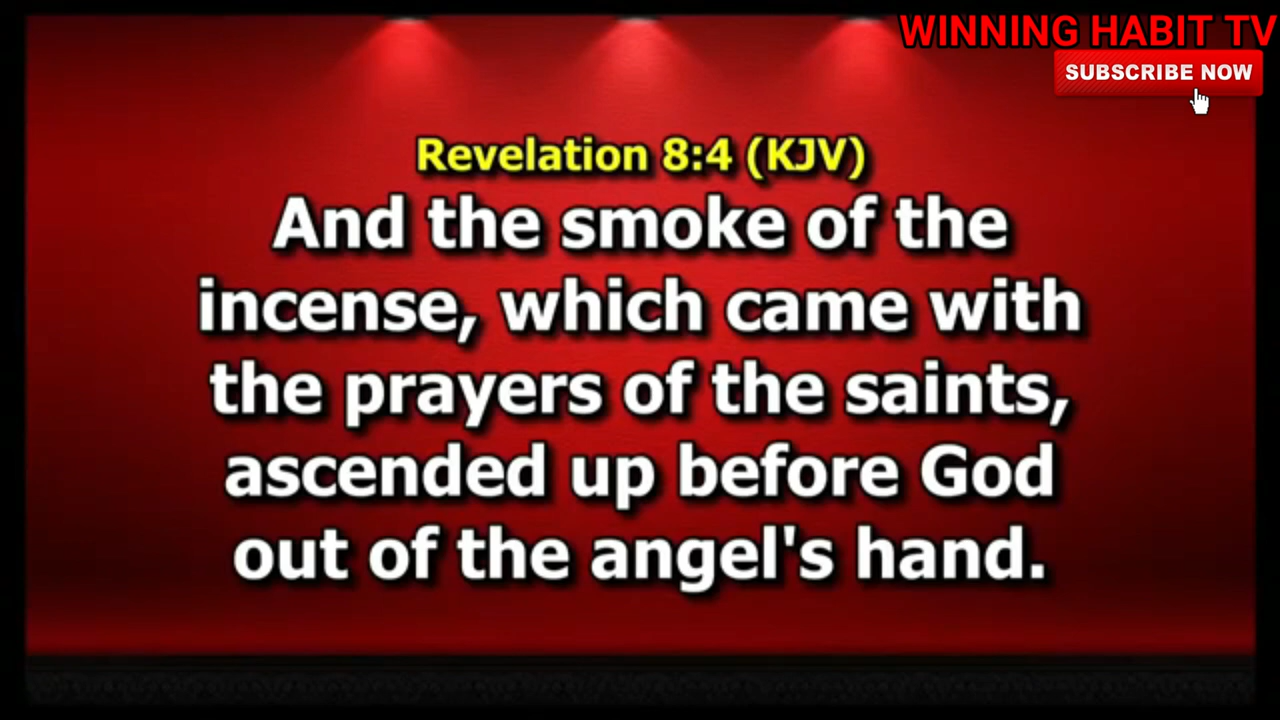 WINNING HABIT TV
SUBSCRIBE NOW
Revelation 8:4 (KJV)
And the smoke of the
incense, which came with
the prayers of the saints,
ascended up before God
out of the angel's hand.